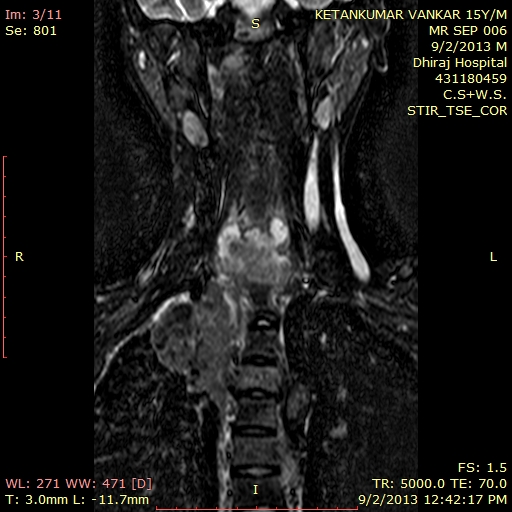 Im: 3/11
Se: 801
S
KETANKUMAR VANKAR 15Y/M
MR SEP 006
9/2/2013 M
Dhiraj Hospital
431180459
C.S+W.S.
STIR_TSE_COR
R
L
WL: 271 WW: 471 [D]
T: 3.0mm L: -11.7mm
I
FS: 1.5
TR: 5000.0 TE: 70.0
9/2/2013 12:42:17 PM